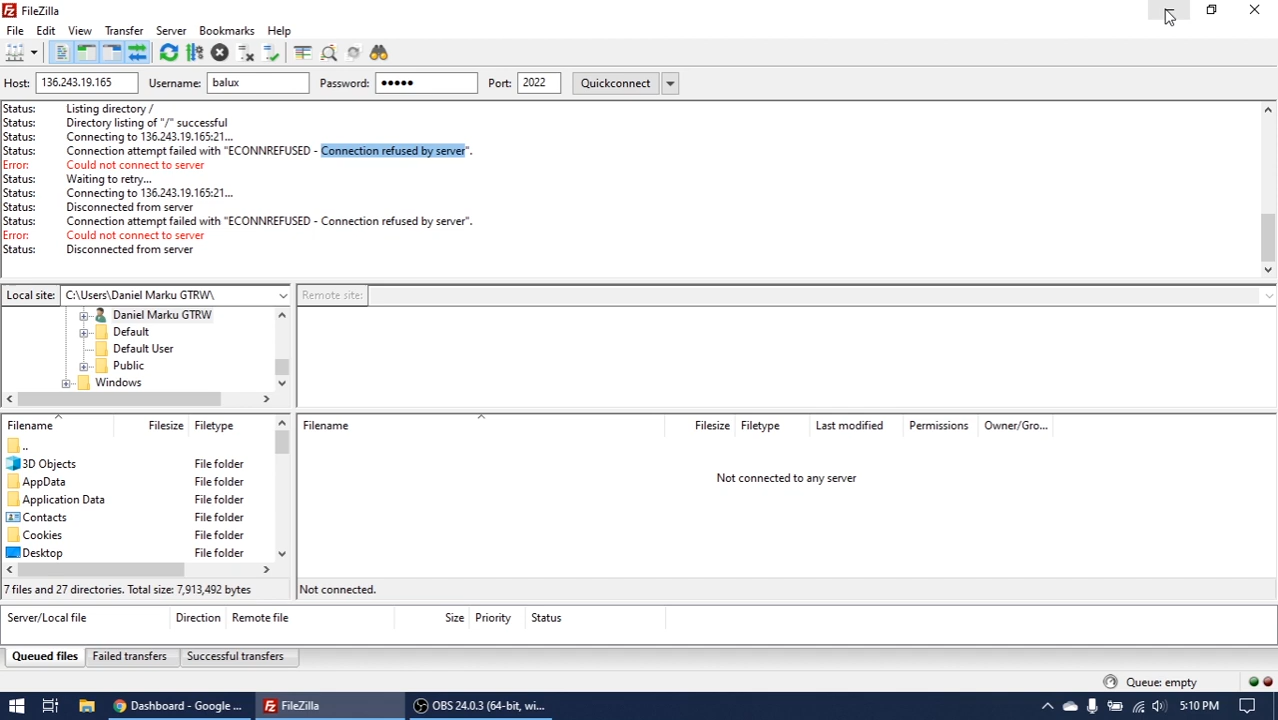 FileZilla
File Edit View Transfer Server Bookmarks Help
Host: 136.243.19.165 Username: balux Password: ●●●●● Port: 2022 Quickconnect
Status: Listing directory /
Status: Directory listing of "/" successful
Status: Connecting to 136.243.19.165:21...
Status: Connection attempt failed with "ECONNREFUSED - Connection refused by server".
Error: Could not connect to server
Status: Waiting to retry...
Status: Connecting to 136.243.19.165:21...
Status: Disconnected from server
Status: Connection attempt failed with "ECONNREFUSED - Connection refused by server".
Error: Could not connect to server
Status: Disconnected from server
Local site: C:\Users\Daniel Marku GTRW\ Remote site:
Daniel Marku GTRW
Default
Default User
Public
Windows
Filename Filesize Filetype Filename Filesize Filetype Last modified Permissions Owner/Gro...
..
3D Objects File folder
AppData File folder
Application Data File folder
Contacts File folder
Cookies File folder
Desktop File folder
Not connected to any server
7 files and 27 directories. Total size: 7,913,492 bytes Not connected.
Server/Local file Direction Remote file Size Priority Status
Queued files Failed transfers Successful transfers
Queue: empty
Dashboard - Google ... FileZilla OBS 24.0.3 (64-bit, wi... 5:10 PM